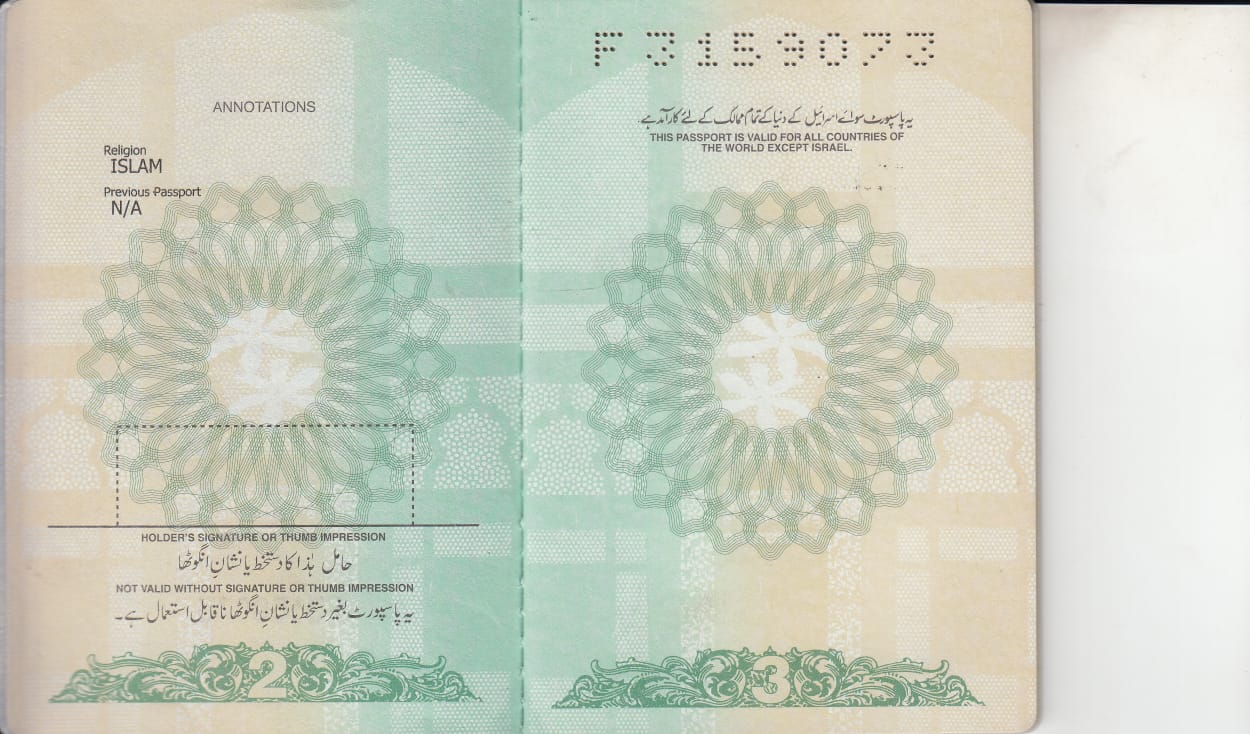 ANNOTATIONS
Religion
ISLAM
Previous Passport
N/A
HOLDER'S SIGNATURE OR THUMB IMPRESSION
حامل ہٰذا کا دستخط یا نشانِ انگوٹھا
NOT VALID WITHOUT SIGNATURE OR THUMB IMPRESSION
یہ پاسپورٹ بغیر دستخط یا نشانِ انگوٹھا ناقابل استعمال ہے۔
2
F3159073
یہ پاسپورٹ سوائے اسرائیل کے دنیا کے تمام ممالک کے لئے کارآمد ہے۔
THIS PASSPORT IS VALID FOR ALL COUNTRIES OF
THE WORLD EXCEPT ISRAEL.
3